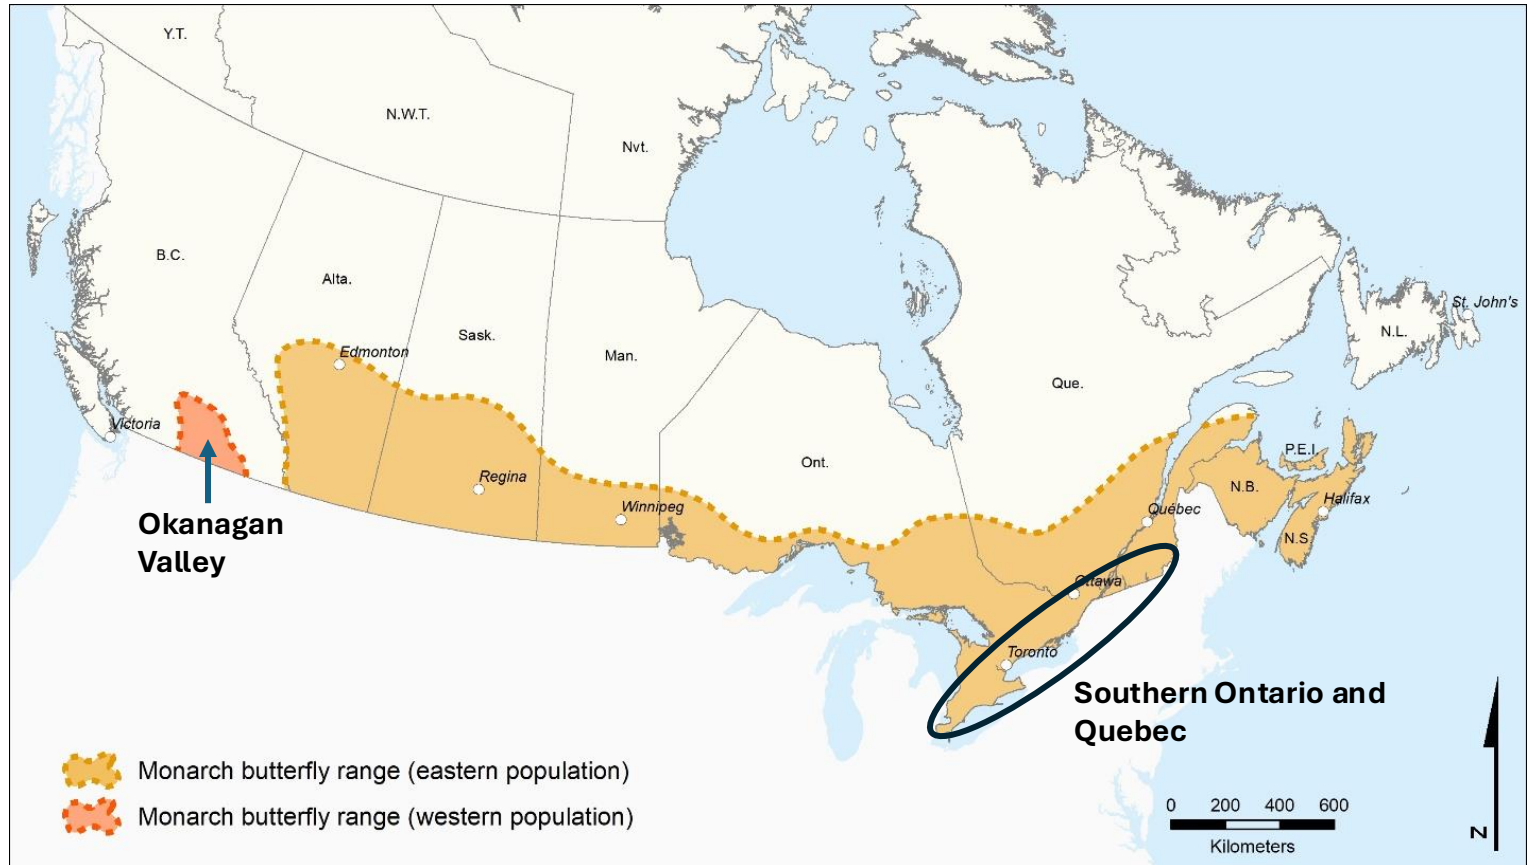 Y.T.
N.W.T.
Nvt.
B.C.
Alta.
Sask.
Man.
Ont.
Que.
N.L.
St. John's
Edmonton
Victoria
Regina
Winnipeg
P.E.I.
N.B.
Halifax
N.S
Québec
Ottawa
Toronto
Okanagan
Valley
Southern Ontario and
Quebec
Monarch butterfly range (eastern population)
Monarch butterfly range (western population)
0 200 400 600
Kilometers
N